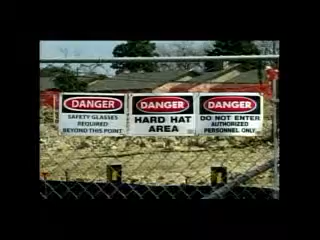 DANGER
SAFETY GLASSES
REQUIRED
BEYOND THIS POINT
DANGER
HARD HAT
AREA
DANGER
DO NOT ENTER
AUTHORIZED
PERSONNEL ONLY